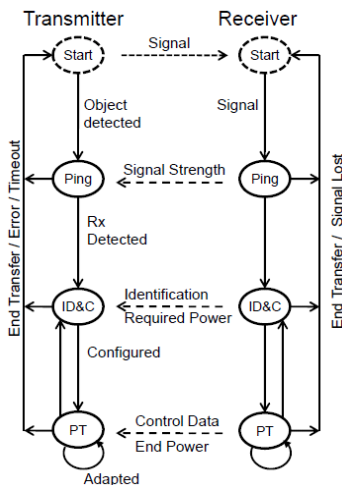 Transmitter
Receiver
Start
Signal
Start
Object
detected
Signal
Ping
Signal Strength
Ping
Rx
Detected
End Transfer / Error / Timeout
End Transfer / Signal Lost
ID&C
Identification
Required Power
ID&C
Configured
PT
Control Data
End Power
PT
Adapted